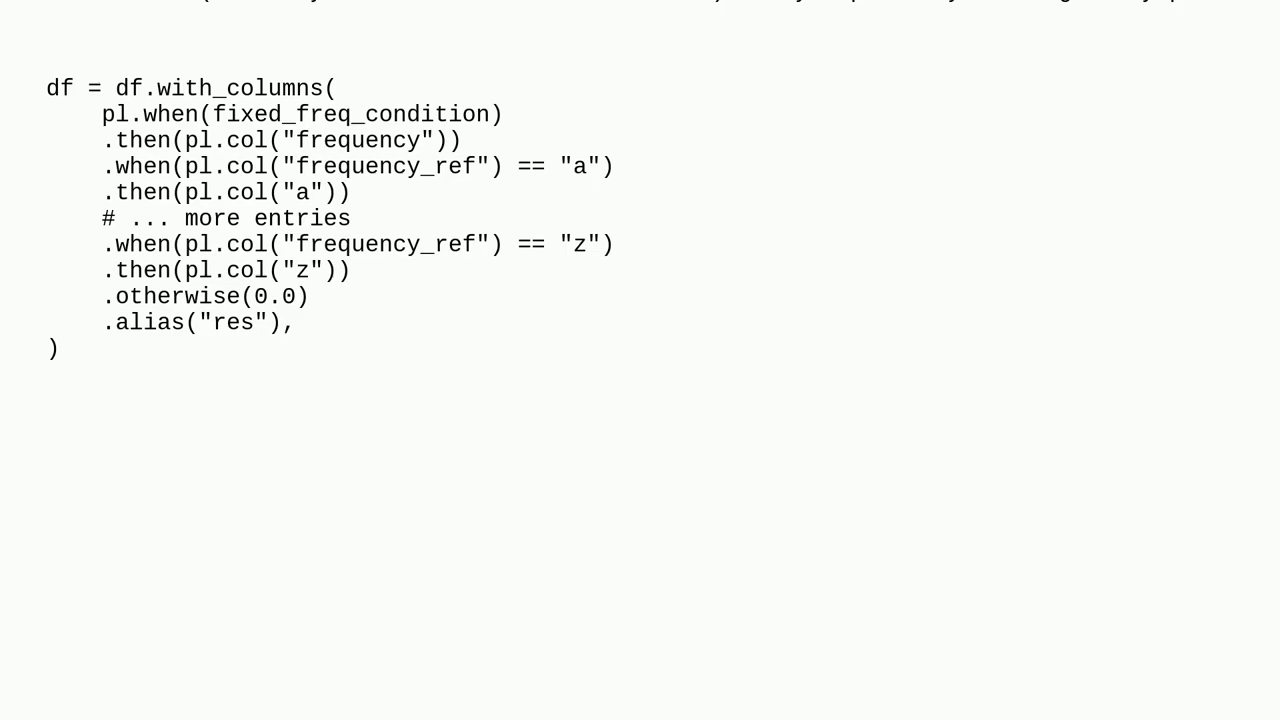 df = df.with_columns(
    pl.when(fixed_freq_condition)
    .then(pl.col("frequency"))
    .when(pl.col("frequency_ref") == "a")
    .then(pl.col("a"))
    # ... more entries
    .when(pl.col("frequency_ref") == "z")
    .then(pl.col("z"))
    .otherwise(0.0)
    .alias("res"),
)